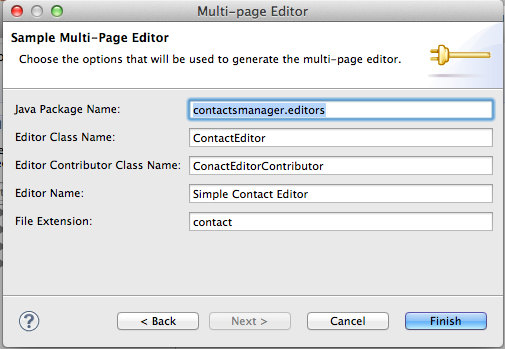 Multi-page Editor
Sample Multi-Page Editor
Choose the options that will be used to generate the multi-page editor.
Java Package Name: contactsmanager.editors
Editor Class Name: ContactEditor
Editor Contributor Class Name: ConactEditorContributor
Editor Name: Simple Contact Editor
File Extension: contact
? < Back Next > Cancel Finish